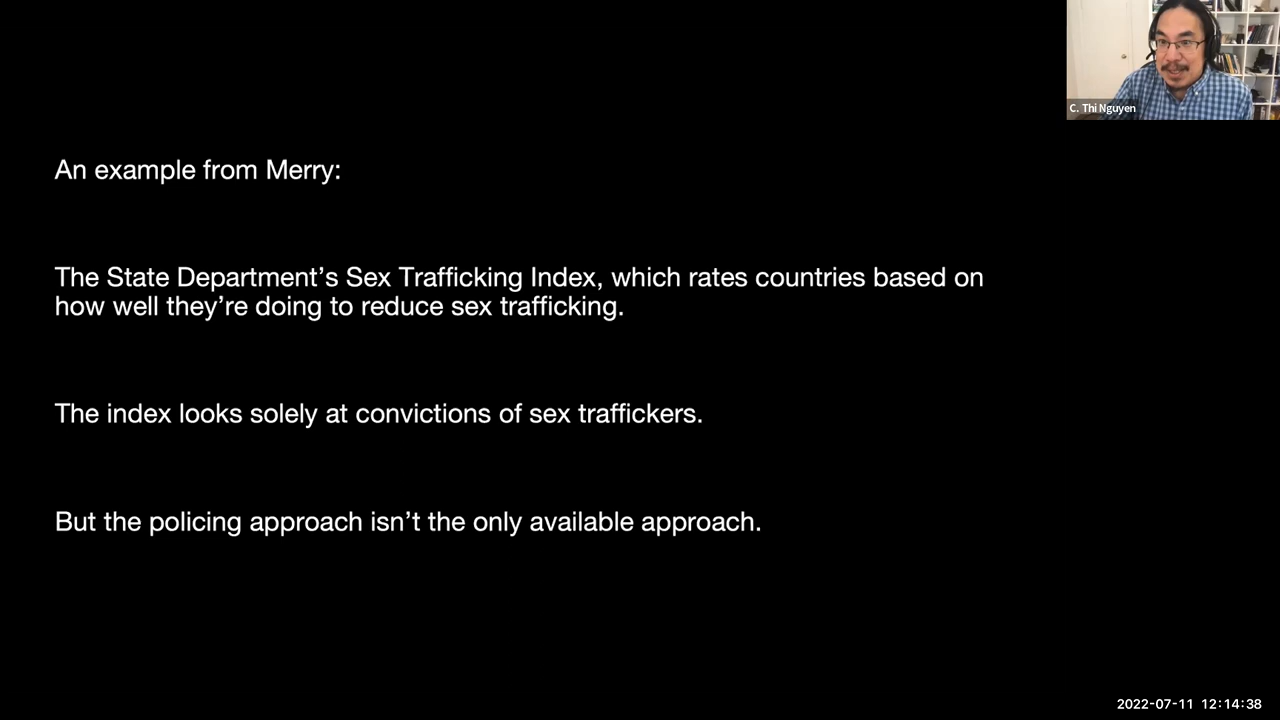 C. Thi Nguyen
An example from Merry:
The State Department’s Sex Trafficking Index, which rates countries based on
how well they’re doing to reduce sex trafficking.
The index looks solely at convictions of sex traffickers.
But the policing approach isn’t the only available approach.
2022-07-11 12:14:38